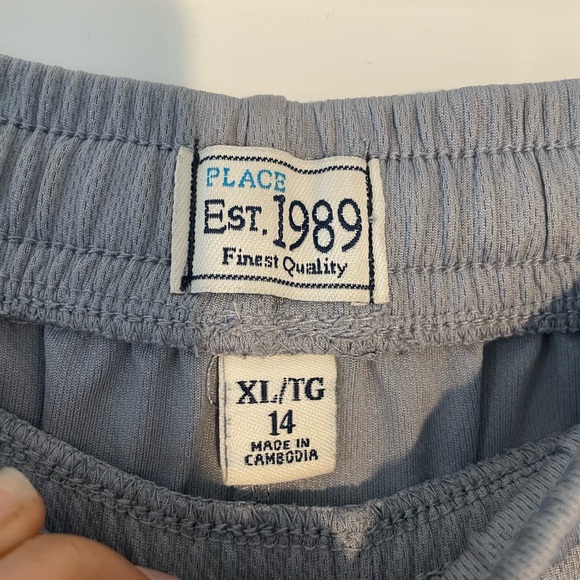 PLACE
EST. 1989
Finest Quality
XL/TG
14
MADE IN
CAMBODIA